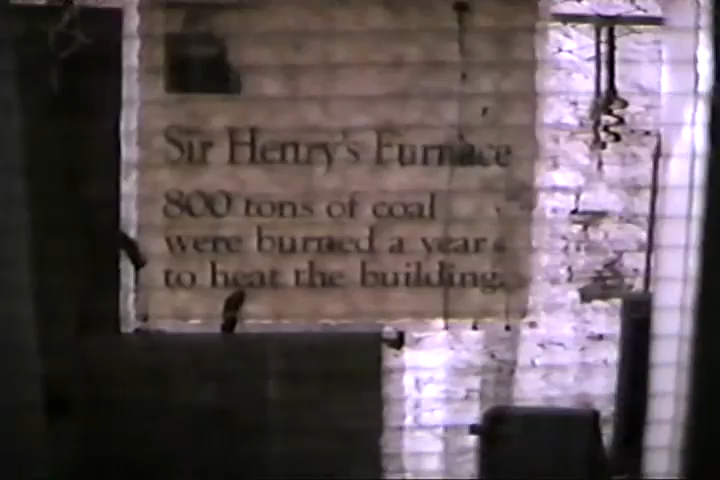 Sir Henry's Furnace
800 tons of coal
were burned a year
to heat the building.